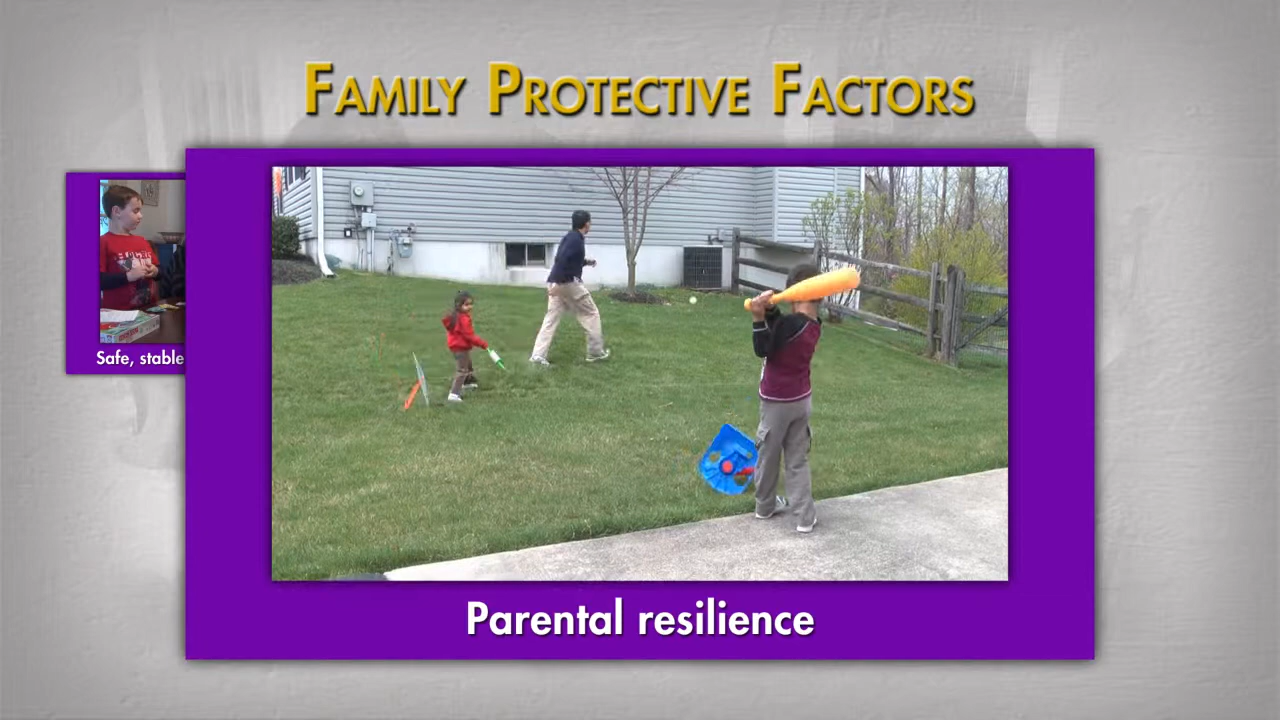 Family Protective Factors
Safe, stable
Parental resilience